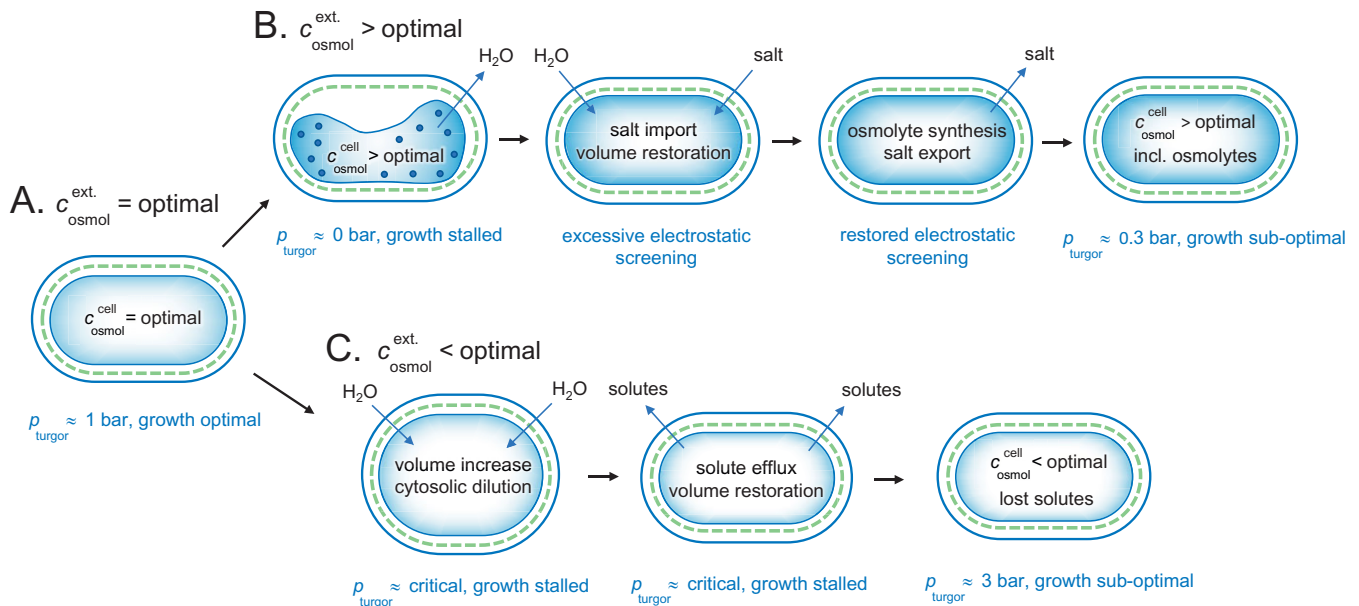 B. c ext. osmol > optimal
H₂O
c cell osmol > optimal
p turgor ≈ 0 bar, growth stalled
H₂O
salt
salt import
volume restoration
excessive electrostatic
screening
salt
osmolyte synthesis
salt export
restored electrostatic
screening
c cell osmol > optimal
incl. osmolytes
p turgor ≈ 0.3 bar, growth sub-optimal
A. c ext. osmol = optimal
c cell osmol = optimal
p turgor ≈ 1 bar, growth optimal
C. c ext. osmol < optimal
H₂O
H₂O
volume increase
cytosolic dilution
p turgor ≈ critical, growth stalled
solutes
solutes
solute efflux
volume restoration
p turgor ≈ critical, growth stalled
c cell osmol < optimal
lost solutes
p turgor ≈ 3 bar, growth sub-optimal